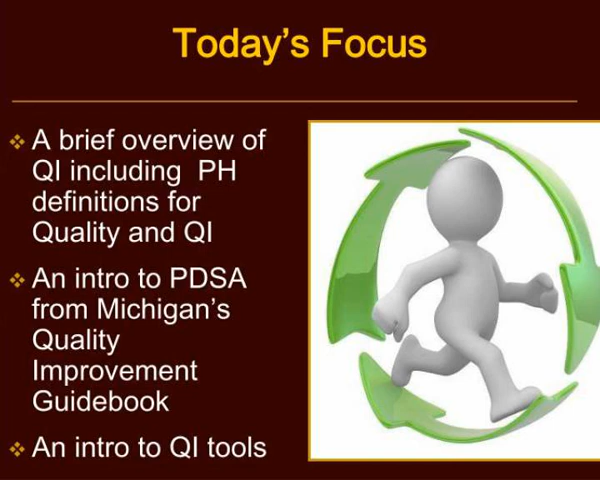 Today’s Focus
A brief overview of
QI including  PH
definitions for
Quality and QI
An intro to PDSA
from Michigan’s
Quality
Improvement
Guidebook
An intro to QI tools